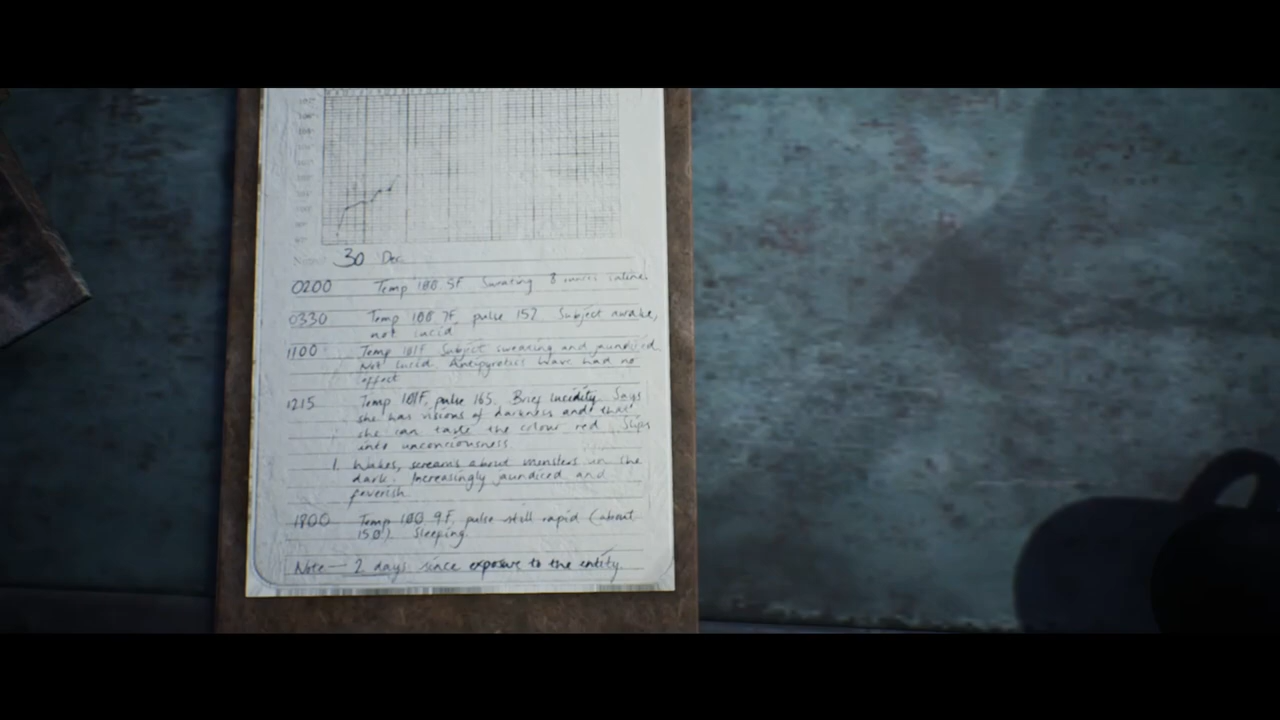 30 Dec
0200 Temp 100 5F Sweating 8
0330 Temp 100 7F pulse 157 Subject awake,
not lucid
1100 Temp 101F Subject sweating and jaundiced
Not lucid. Antipyretics have had no
effect
1215 Temp 101F, pulse 165. Brief lucidity. Says
she has visions of darkness and that
she can taste the colour red Slips
into unconciousness
Wakes, screams about monsters in the
dark. Increasingly jaundiced and
feverish
1800 Temp 100 9F, pulse still rapid (about
150). Sleeping.
Note — 2 days since exposure to the entity.